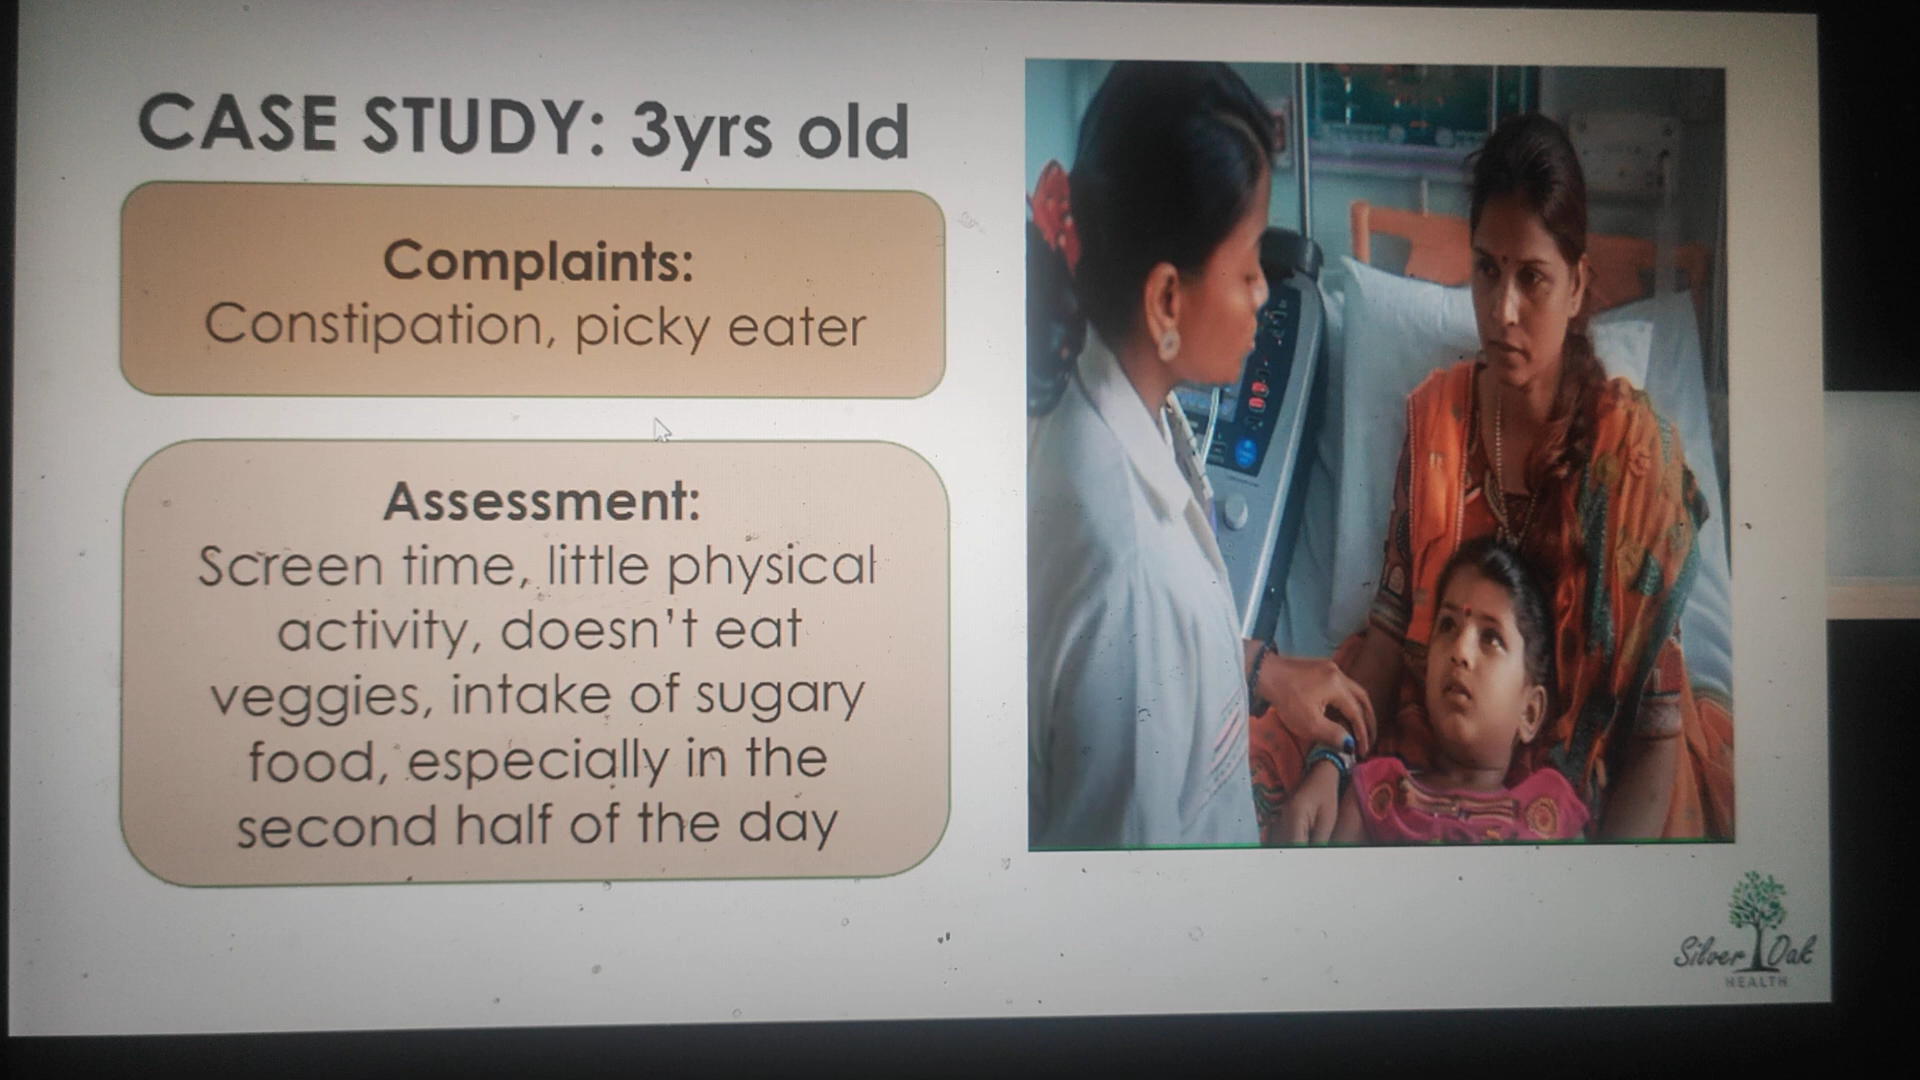 CASE STUDY: 3yrs old
Complaints:
Constipation, picky eater
Assessment:
Screen time, little physical
activity, doesn't eat
veggies, intake of sugary
food, especially in the
second half of the day
Silver Oak
HEALTH